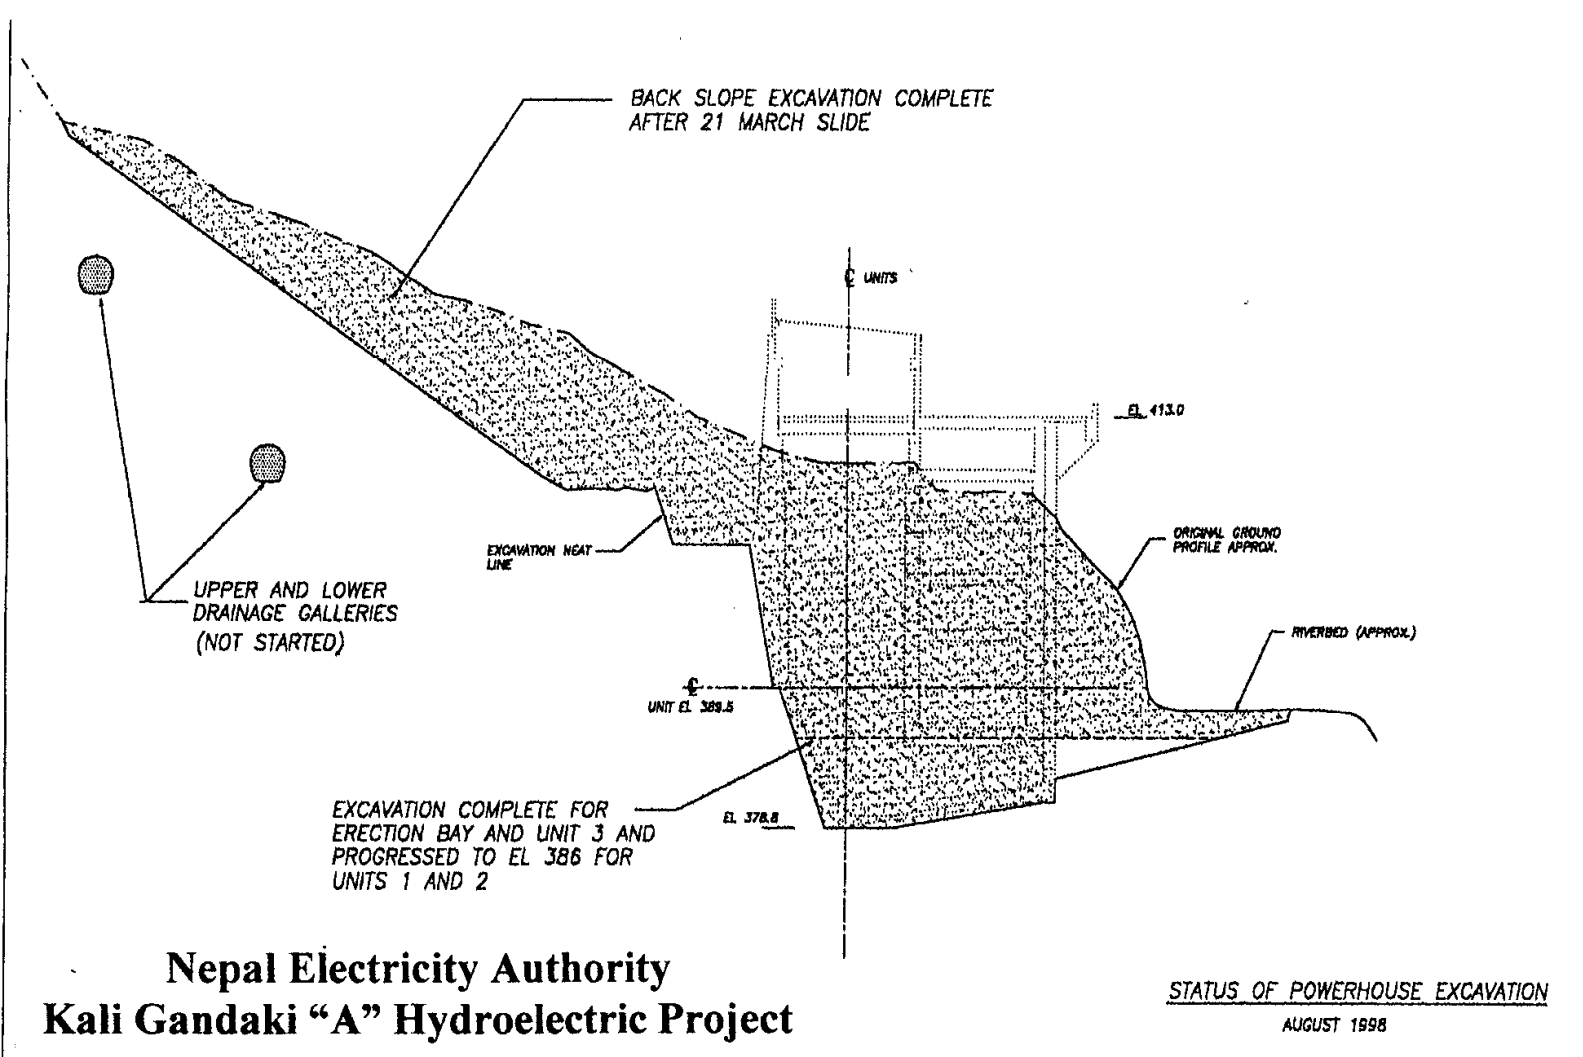 BACK SLOPE EXCAVATION COMPLETE
AFTER 21 MARCH SLIDE
℄ UNITS
EL 413.0
EXCAVATION NEAT
LINE
ORIGINAL GROUND
PROFILE APPROX.
UPPER AND LOWER
DRAINAGE GALLERIES
(NOT STARTED)
RIVERBED (APPROX.)
℄
UNIT EL 389.5
EXCAVATION COMPLETE FOR
ERECTION BAY AND UNIT 3 AND
PROGRESSED TO EL 386 FOR
UNITS 1 AND 2
EL 378.8
Nepal Electricity Authority
Kali Gandaki “A” Hydroelectric Project
STATUS OF POWERHOUSE EXCAVATION
AUGUST 1998